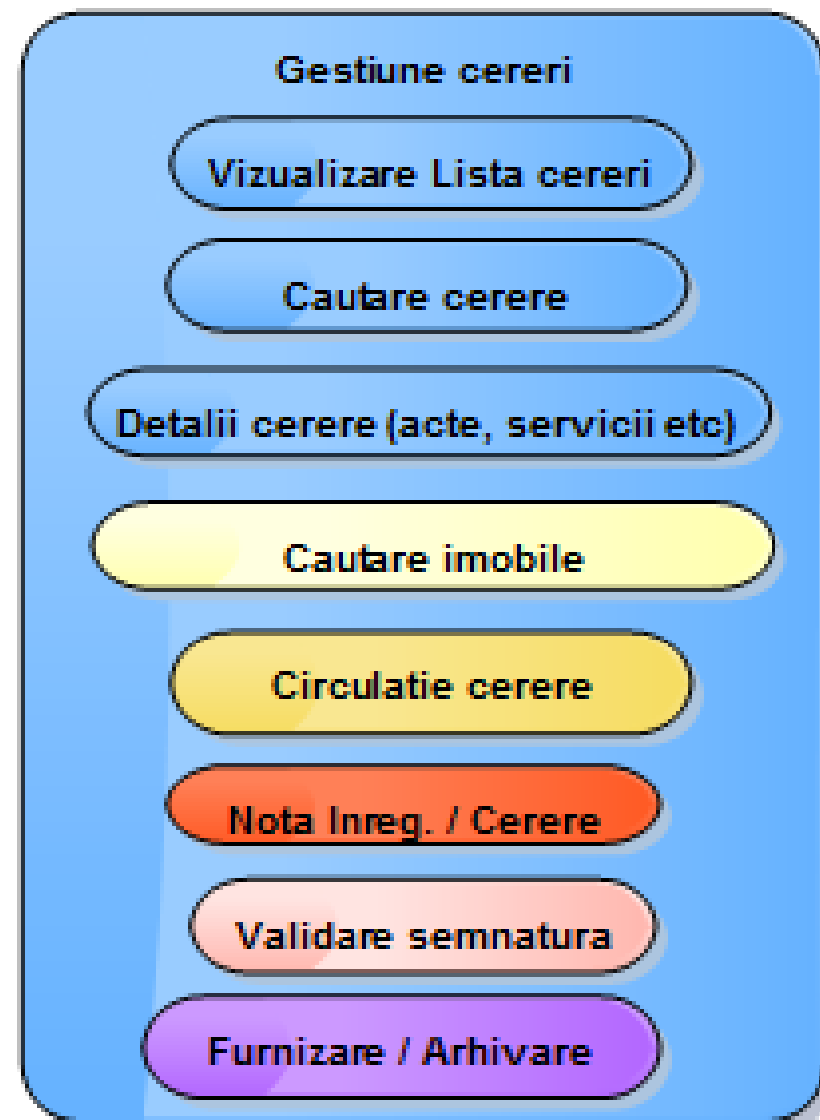 Gestiune cereri
Vizualizare Lista cereri
Cautare cerere
Detalii cerere (acte, servicii etc)
Cautare imobile
Circulatie cerere
Nota Inreg. / Cerere
Validare semnatura
Furnizare / Arhivare